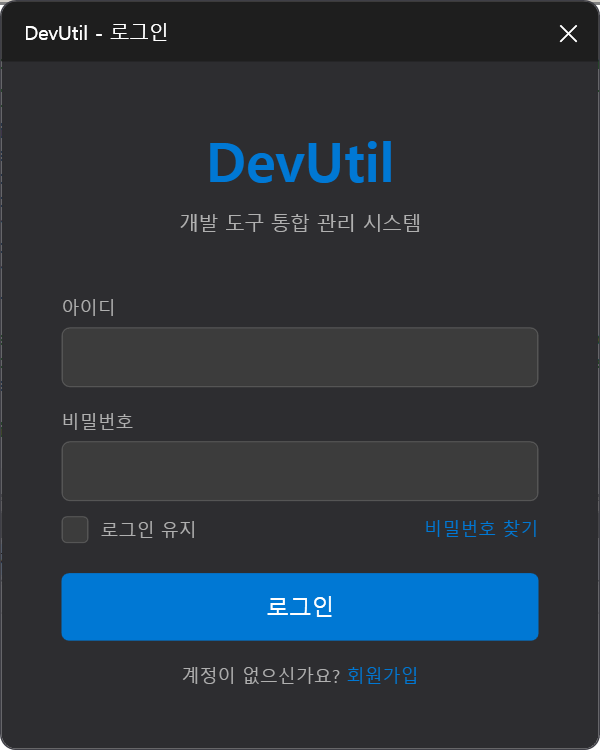 DevUtil - 로그인
DevUtil
개발 도구 통합 관리 시스템
아이디
비밀번호
로그인 유지 비밀번호 찾기
로그인
계정이 없으신가요? 회원가입